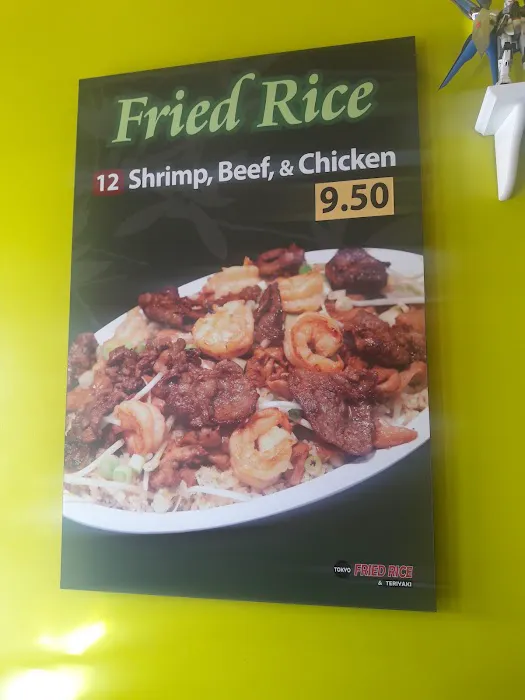 Fried Rice
12 Shrimp, Beef, & Chicken
9.50
TOKYO FRIED RICE
& TERIYAKI